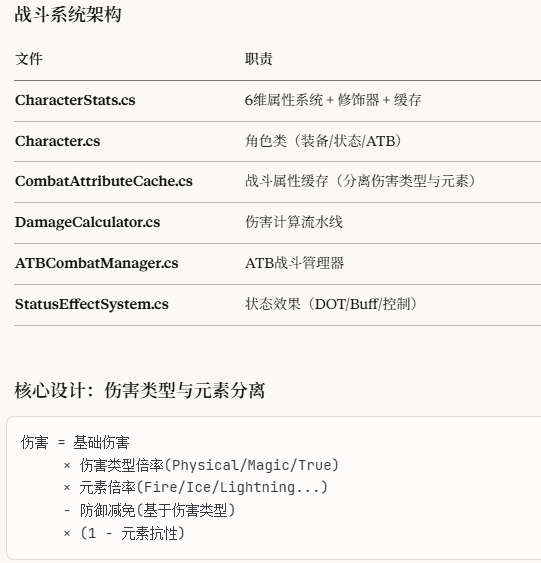 战斗系统架构
文件 职责
CharacterStats.cs 6维属性系统 + 修饰器 + 缓存
Character.cs 角色类（装备/状态/ATB）
CombatAttributeCache.cs 战斗属性缓存（分离伤害类型与元素）
DamageCalculator.cs 伤害计算流水线
ATBCombatManager.cs ATB战斗管理器
StatusEffectSystem.cs 状态效果（DOT/Buff/控制）
核心设计：伤害类型与元素分离
伤害 = 基础伤害
× 伤害类型倍率(Physical/Magic/True)
× 元素倍率(Fire/Ice/Lightning...)
- 防御减免(基于伤害类型)
× (1 - 元素抗性)